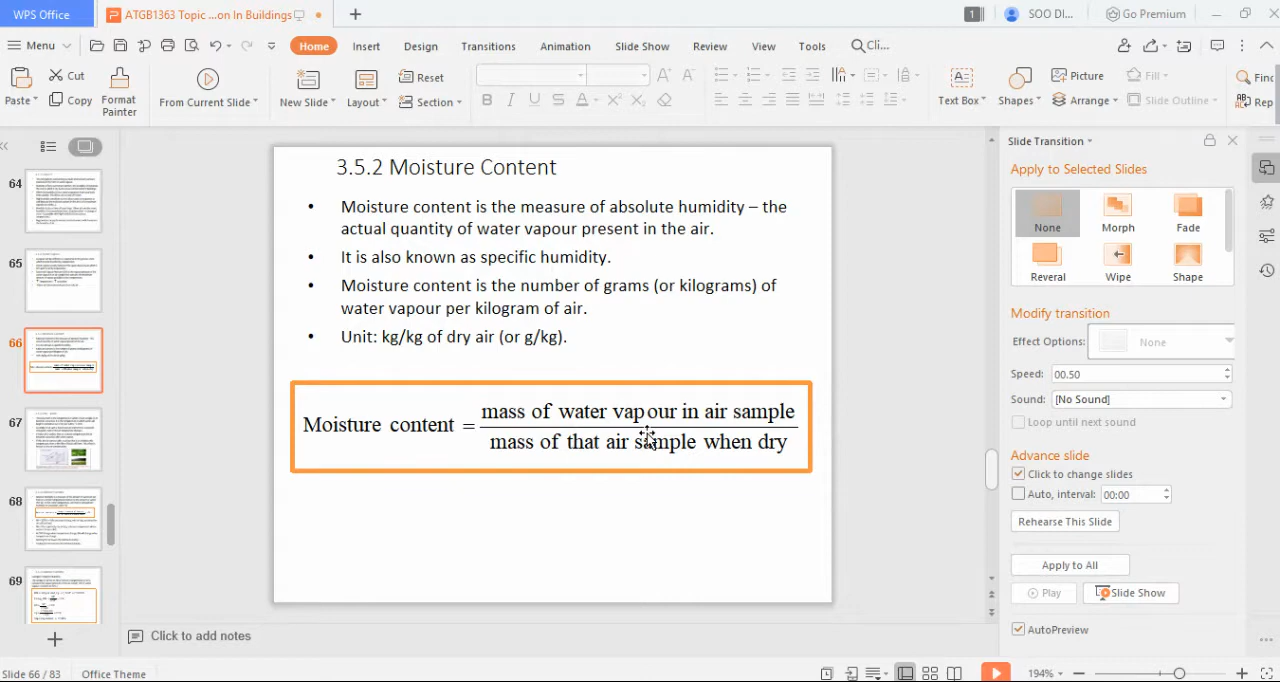 WPS Office
ATGB1363 Topic ...on In Buildings
1
SOO DI...
Go Premium
Menu
Home
Insert
Design
Transitions
Animation
Slide Show
Review
View
Tools
Cli...
Paste
Cut
Copy
Format
Painter
From Current Slide
New Slide
Layout
Reset
Section
B I U S A
Text Box
Shapes
Picture
Arrange
Fill
Slide Outline
Find
Rep
64
65
66
67
68
69
3.5.2 Moisture Content
• Moisture content is the measure of absolute humidity – the
actual quantity of water vapour present in the air.
• It is also known as specific humidity.
• Moisture content is the number of grams (or kilograms) of
water vapour per kilogram of air.
• Unit: kg/kg of dry air (or g/kg).
mass of water vapour in air sample
Moisture content =
mass of that air sample when dry
Click to add notes
Slide Transition
Apply to Selected Slides
None
Morph
Fade
Reveral
Wipe
Shape
Modify transition
Effect Options:
None
Speed:
00.50
Sound:
[No Sound]
Loop until next sound
Advance slide
Click to change slides
Auto, interval:
00:00
Rehearse This Slide
Apply to All
Play
Slide Show
AutoPreview
Slide 66 / 83
Office Theme
194%